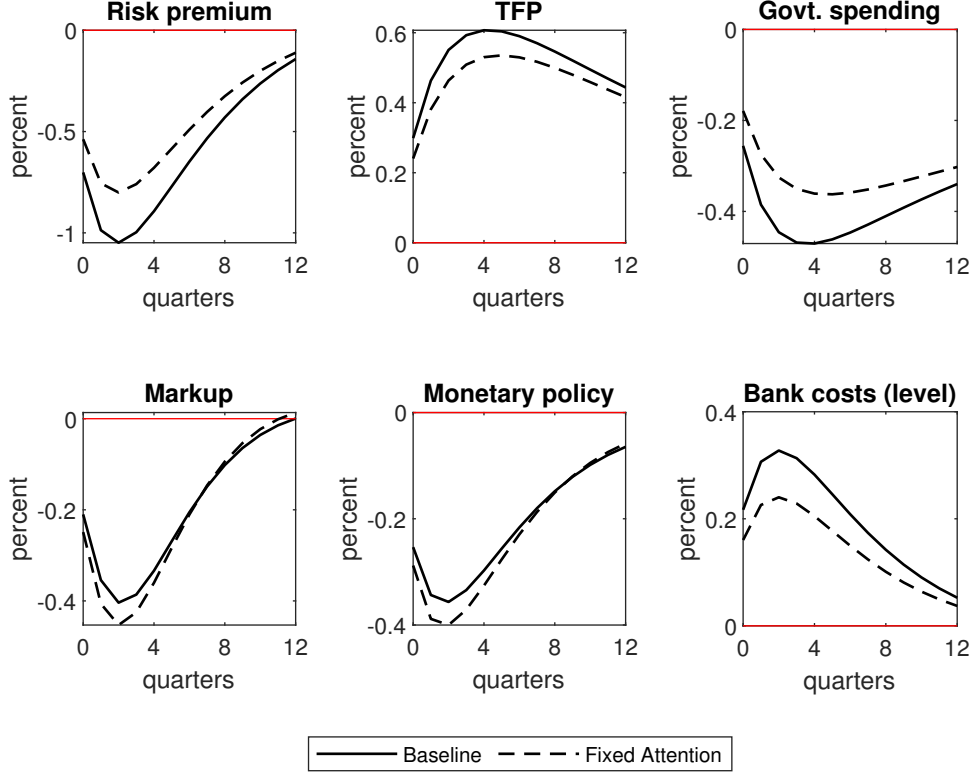 Risk premium
TFP
Govt. spending
percent
0
-0.5
-1
0 4 8 12
quarters
percent
0.6
0.4
0.2
0
0 4 8 12
quarters
percent
0
-0.2
-0.4
0 4 8 12
quarters
Markup
Monetary policy
Bank costs (level)
percent
0
-0.2
-0.4
0 4 8 12
quarters
percent
0
-0.2
-0.4
0 4 8 12
quarters
percent
0.4
0.2
0
0 4 8 12
quarters
Baseline Fixed Attention